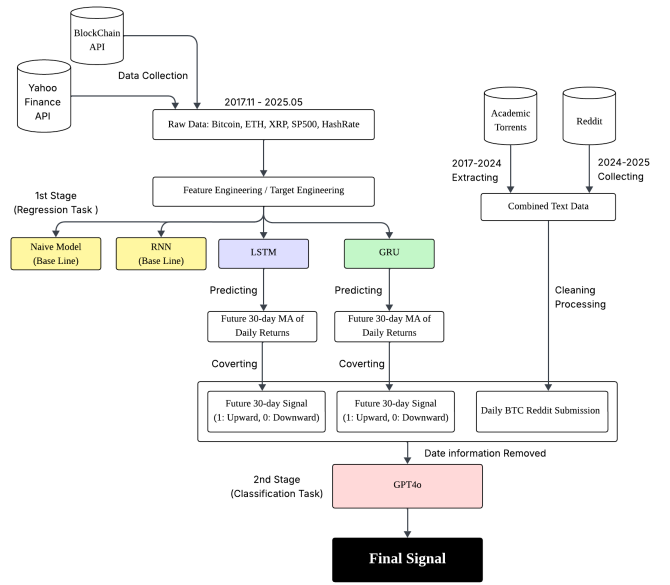 BlockChain
API
Data Collection
Yahoo
Finance
API
2017.11 - 2025.05
Raw Data: Bitcoin, ETH, XRP, SP500, HashRate
Academic
Torrents
Reddit
2017-2024
Extracting
2024-2025
Collecting
Feature Engineering / Target Engineering
Combined Text Data
1st Stage
(Regression Task )
Naive Model
(Base Line)
RNN
(Base Line)
LSTM
GRU
Predicting
Predicting
Cleaning
Processing
Future 30-day MA of
Daily Returns
Future 30-day MA of
Daily Returns
Coverting
Coverting
Future 30-day Signal
(1: Upward, 0: Downward)
Future 30-day Signal
(1: Upward, 0: Downward)
Daily BTC Reddit Submission
Date information Removed
2nd Stage
(Classification Task)
GPT4o
Final Signal